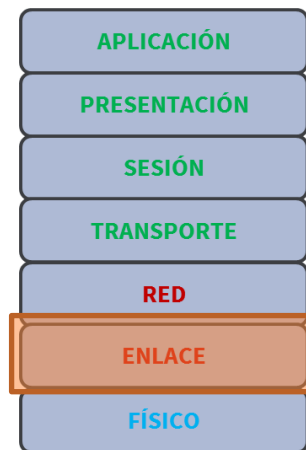 APLICACIÓN
PRESENTACIÓN
SESIÓN
TRANSPORTE
RED
ENLACE
FÍSICO